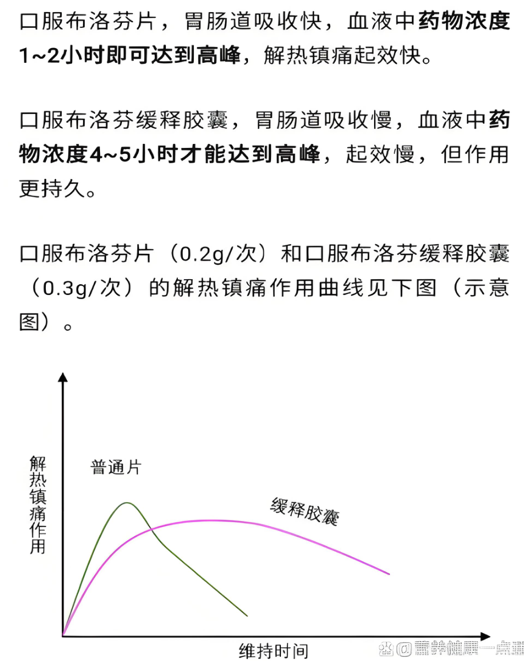 口服布洛芬片，胃肠道吸收快，血液中药物浓度
1~2小时即可达到高峰，解热镇痛起效快。
口服布洛芬缓释胶囊，胃肠道吸收慢，血液中药
物浓度4~5小时才能达到高峰，起效慢，但作用
更持久。
口服布洛芬片（0.2g/次）和口服布洛芬缓释胶囊
（0.3g/次）的解热镇痛作用曲线见下图（示意
图）。
普通片
缓释胶囊
解热镇痛作用
维持时间